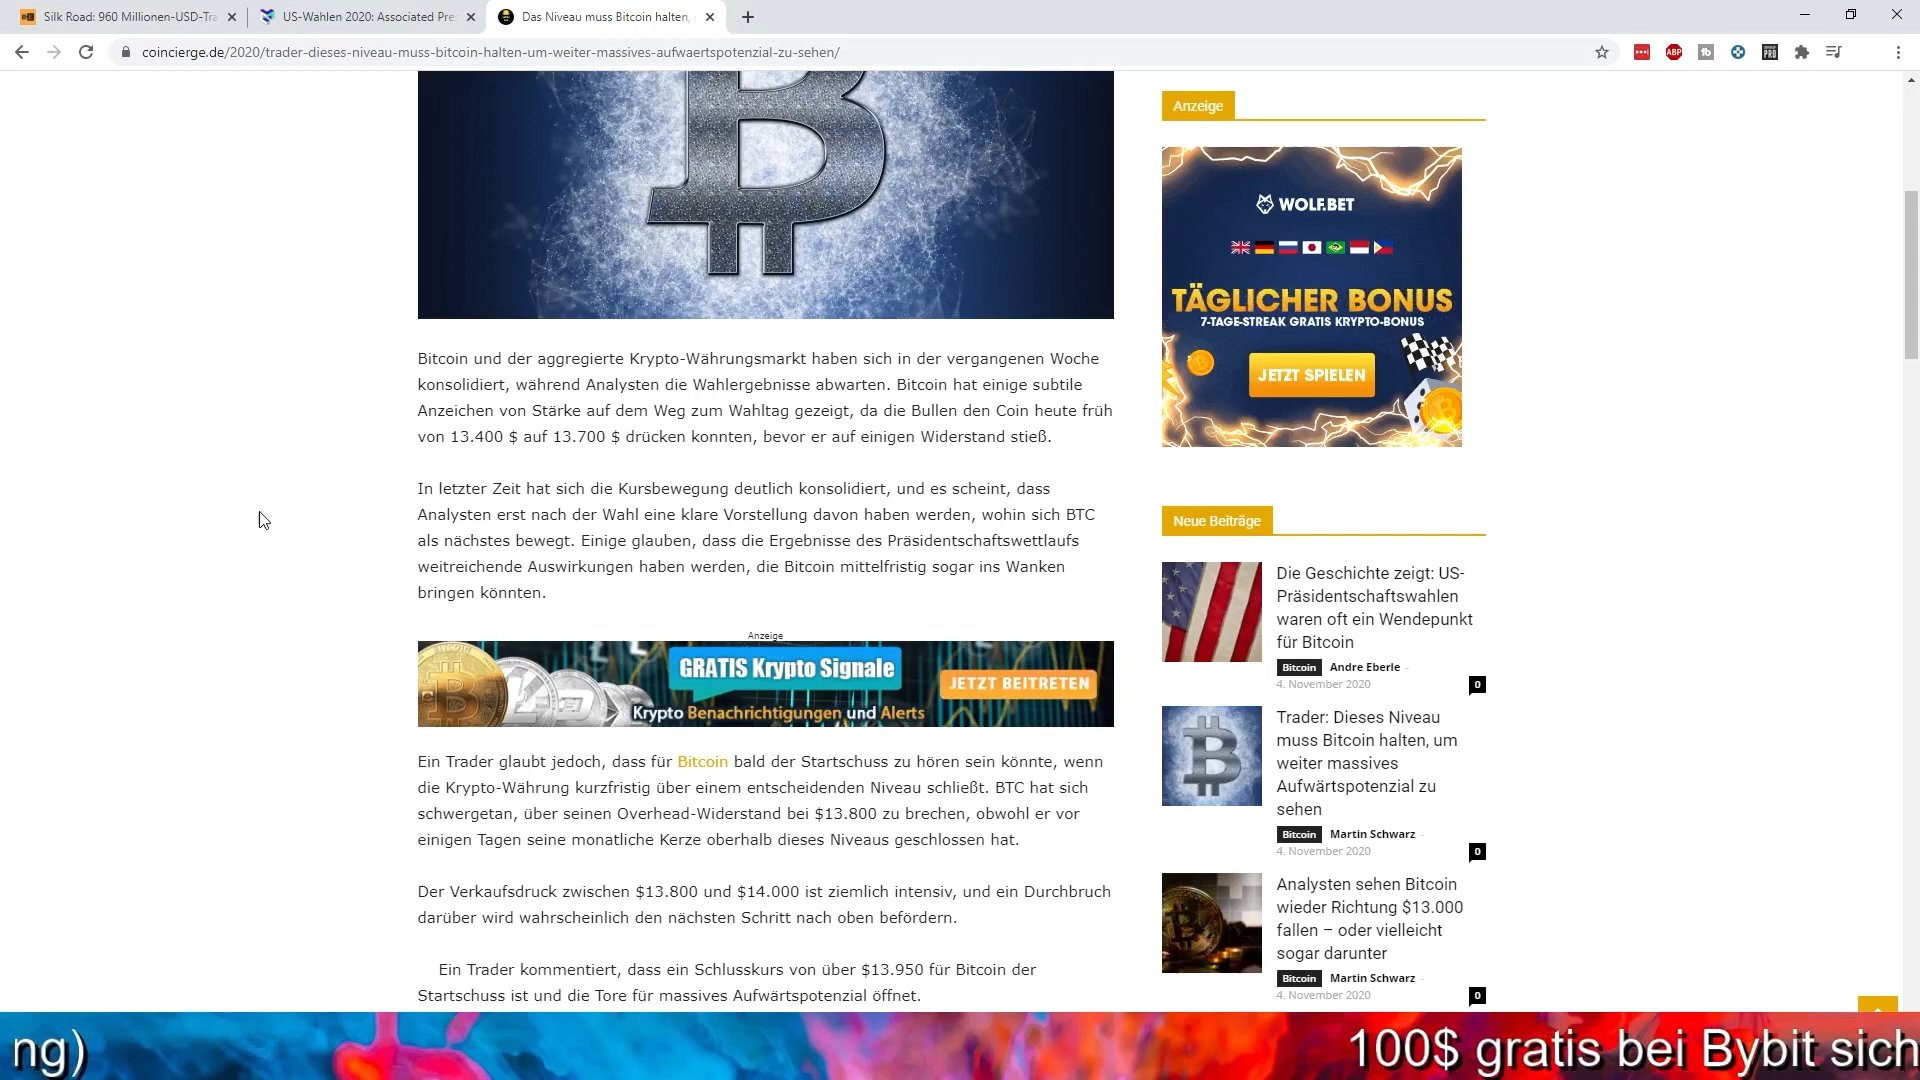 Silk Road: 960 Millionen-USD-Tra
US-Wahlen 2020: Associated Pres
Das Niveau muss Bitcoin halten,
coincierge.de/2020/trader-dieses-niveau-muss-bitcoin-halten-um-weiter-massives-aufwaertspotenzial-zu-sehen/
ABP
PRO
Bitcoin und der aggregierte Krypto-Währungsmarkt haben sich in der vergangenen Woche
konsolidiert, während Analysten die Wahlergebnisse abwarten. Bitcoin hat einige subtile
Anzeichen von Stärke auf dem Weg zum Wahltag gezeigt, da die Bullen den Coin heute früh
von 13.400 $ auf 13.700 $ drücken konnten, bevor er auf einigen Widerstand stieß.
In letzter Zeit hat sich die Kursbewegung deutlich konsolidiert, und es scheint, dass
Analysten erst nach der Wahl eine klare Vorstellung davon haben werden, wohin sich BTC
als nächstes bewegt. Einige glauben, dass die Ergebnisse des Präsidentschaftswettlaufs
weitreichende Auswirkungen haben werden, die Bitcoin mittelfristig sogar ins Wanken
bringen könnten.
Anzeige
GRATIS Krypto Signale
JETZT BEITRETEN
Krypto Benachrichtigungen und Alerts
Ein Trader glaubt jedoch, dass für Bitcoin bald der Startschuss zu hören sein könnte, wenn
die Krypto-Währung kurzfristig über einem entscheidenden Niveau schließt. BTC hat sich
schwergetan, über seinen Overhead-Widerstand bei $13.800 zu brechen, obwohl er vor
einigen Tagen seine monatliche Kerze oberhalb dieses Niveaus geschlossen hat.
Der Verkaufsdruck zwischen $13.800 und $14.000 ist ziemlich intensiv, und ein Durchbruch
darüber wird wahrscheinlich den nächsten Schritt nach oben befördern.
Ein Trader kommentiert, dass ein Schlusskurs von über $13.950 für Bitcoin der
Startschuss ist und die Tore für massives Aufwärtspotenzial öffnet.
Anzeige
WOLF.BET
TÄGLICHER BONUS
7-TAGE-STREAK GRATIS KRYPTO-BONUS
JETZT SPIELEN
Neue Beiträge
Die Geschichte zeigt: US-
Präsidentschaftswahlen
waren oft ein Wendepunkt
für Bitcoin
Bitcoin Andre Eberle -
4. November 2020
0
Trader: Dieses Niveau
muss Bitcoin halten, um
weiter massives
Aufwärtspotenzial zu
sehen
Bitcoin Martin Schwarz -
4. November 2020
0
Analysten sehen Bitcoin
wieder Richtung $13.000
fallen – oder vielleicht
sogar darunter
Bitcoin Martin Schwarz -
4. November 2020
0
ng)
100$ gratis bei Bybit sich